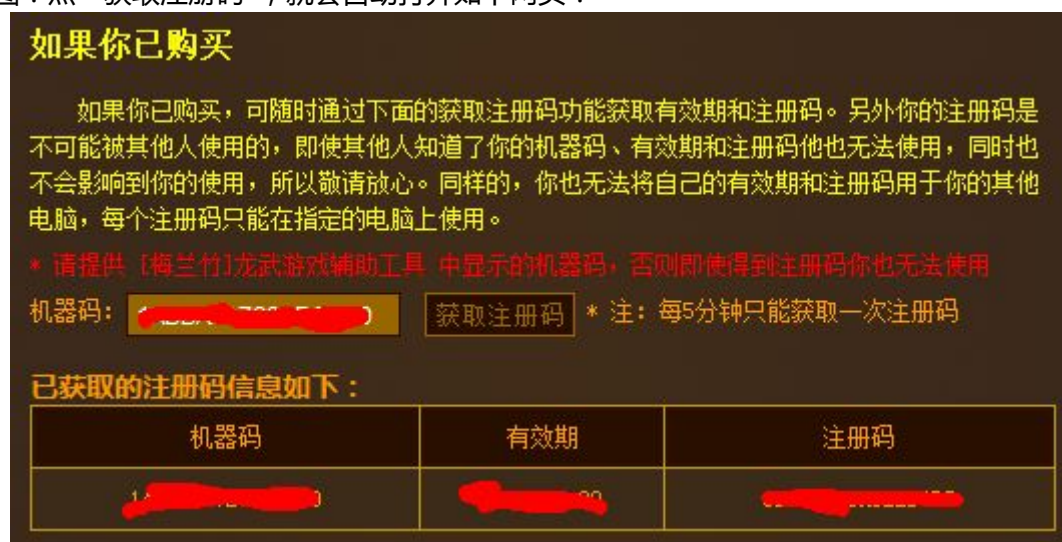 如果你已购买
如果你已购买，可随时通过下面的获取注册码功能获取有效期和注册码。另外你的注册码是
不可能被其他人使用的，即使其他人知道了你的机器码、有效期和注册码他也无法使用，同时也
不会影响到你的使用，所以敬请放心。同样的，你也无法将自己的有效期和注册码用于你的其他
电脑，每个注册码只能在指定的电脑上使用。
* 请提供 [梅兰竹]龙武游戏辅助工具 中显示的机器码，否则即使得到注册码你也无法使用
机器码： 获取注册码 * 注：每5分钟只能获取一次注册码
已获取的注册码信息如下：
机器码 有效期 注册码